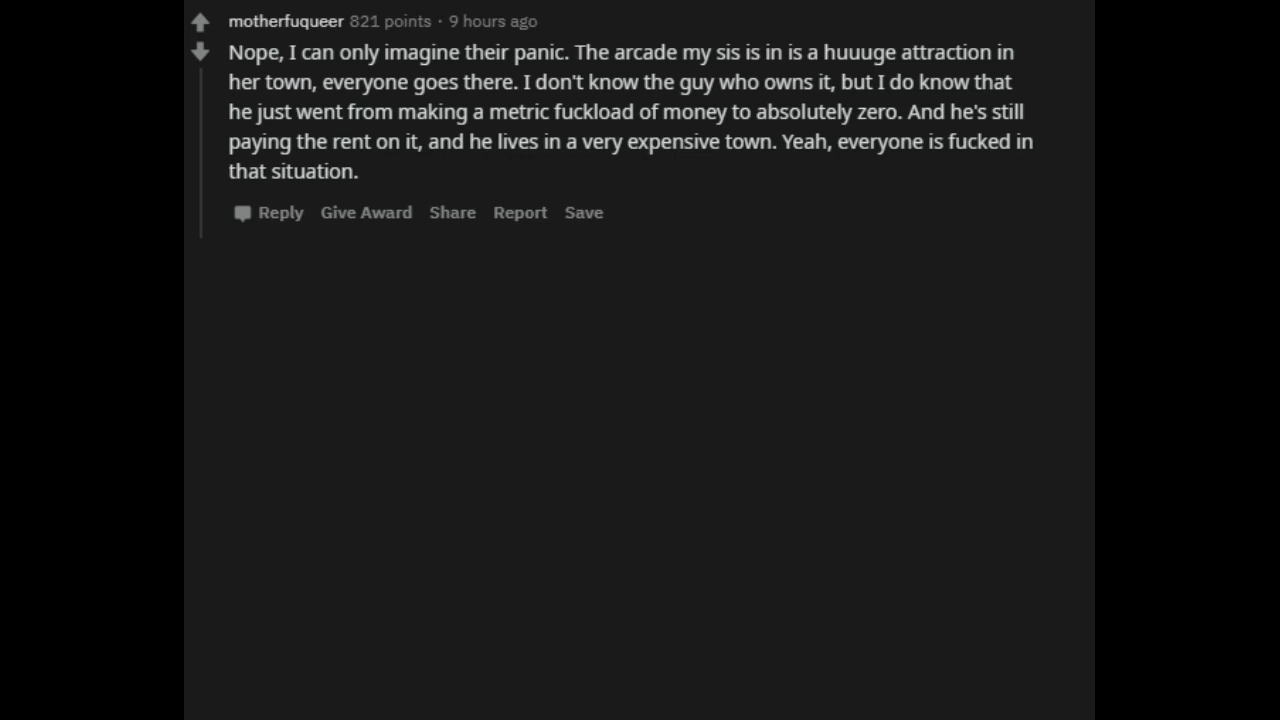 motherfuqueer 821 points · 9 hours ago
Nope, I can only imagine their panic. The arcade my sis is in is a huuuge attraction in
her town, everyone goes there. I don't know the guy who owns it, but I do know that
he just went from making a metric fuckload of money to absolutely zero. And he's still
paying the rent on it, and he lives in a very expensive town. Yeah, everyone is fucked in
that situation.
Reply Give Award Share Report Save